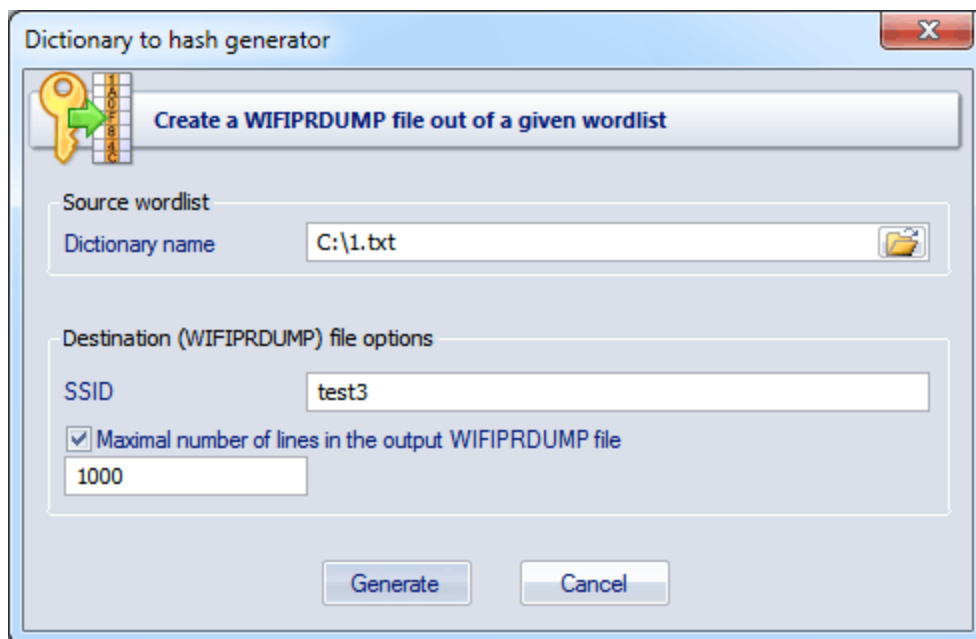 Dictionary to hash generator
Create a WIFIPRDUMP file out of a given wordlist
Source wordlist
Dictionary name
C:\1.txt
Destination (WIFIPRDUMP) file options
SSID
test3
Maximal number of lines in the output WIFIPRDUMP file
1000
Generate
Cancel